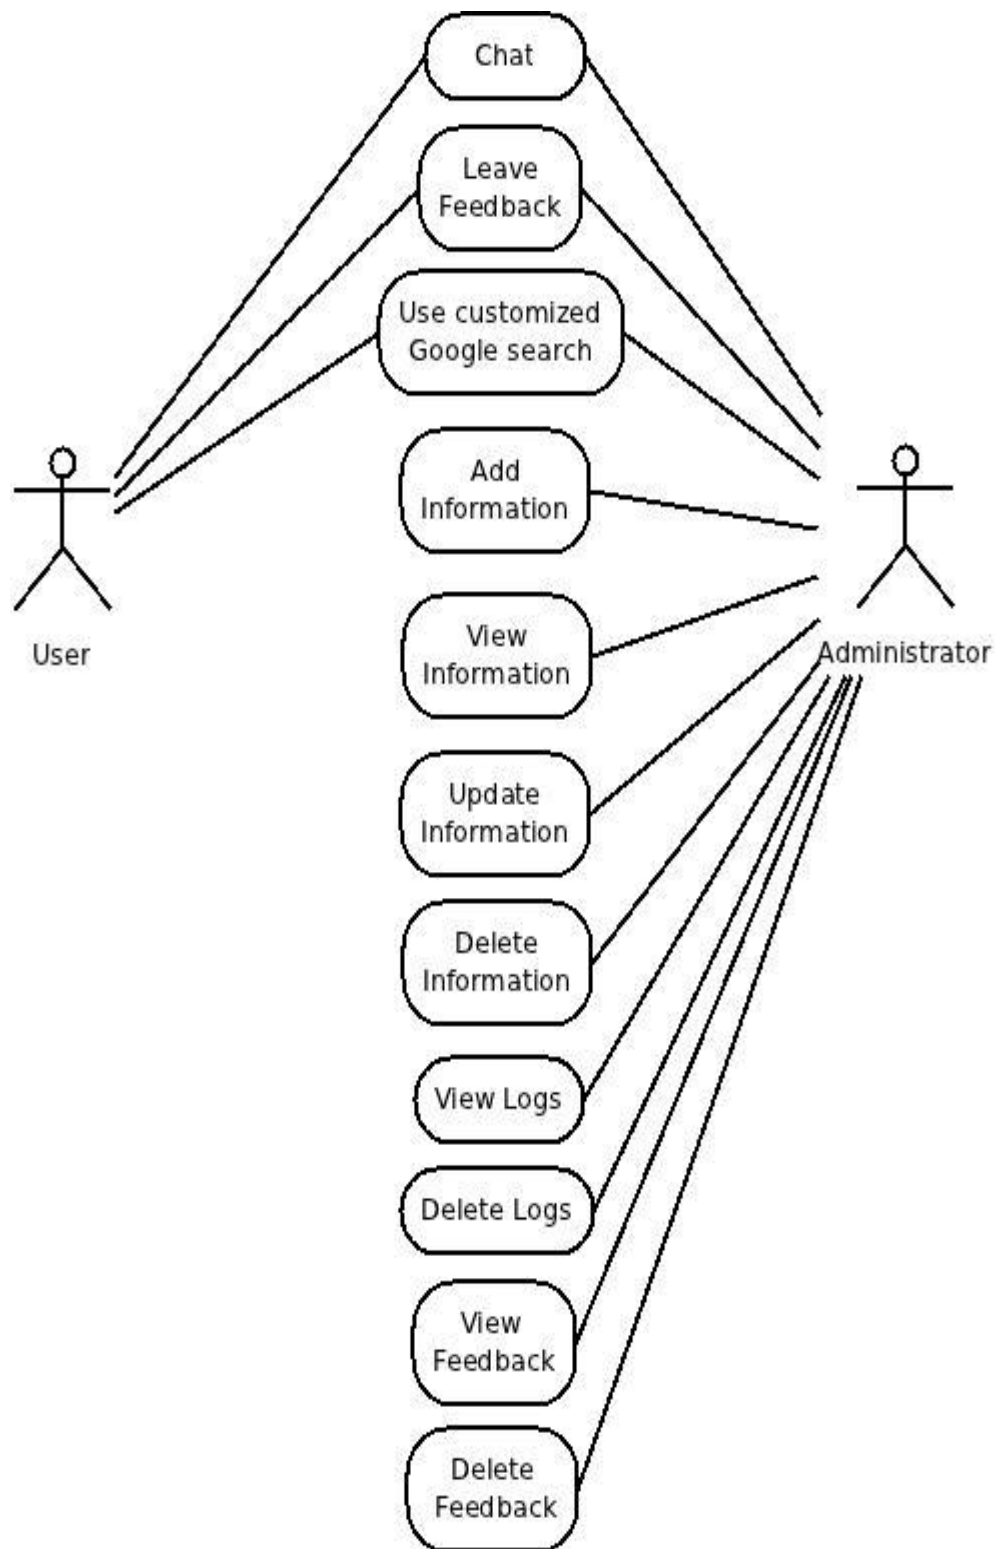 Chat
Leave
Feedback
Use customized
Google search
Add
Information
View
Information
User
Administrator
Update
Information
Delete
Information
View Logs
Delete Logs
View
Feedback
Delete
Feedback